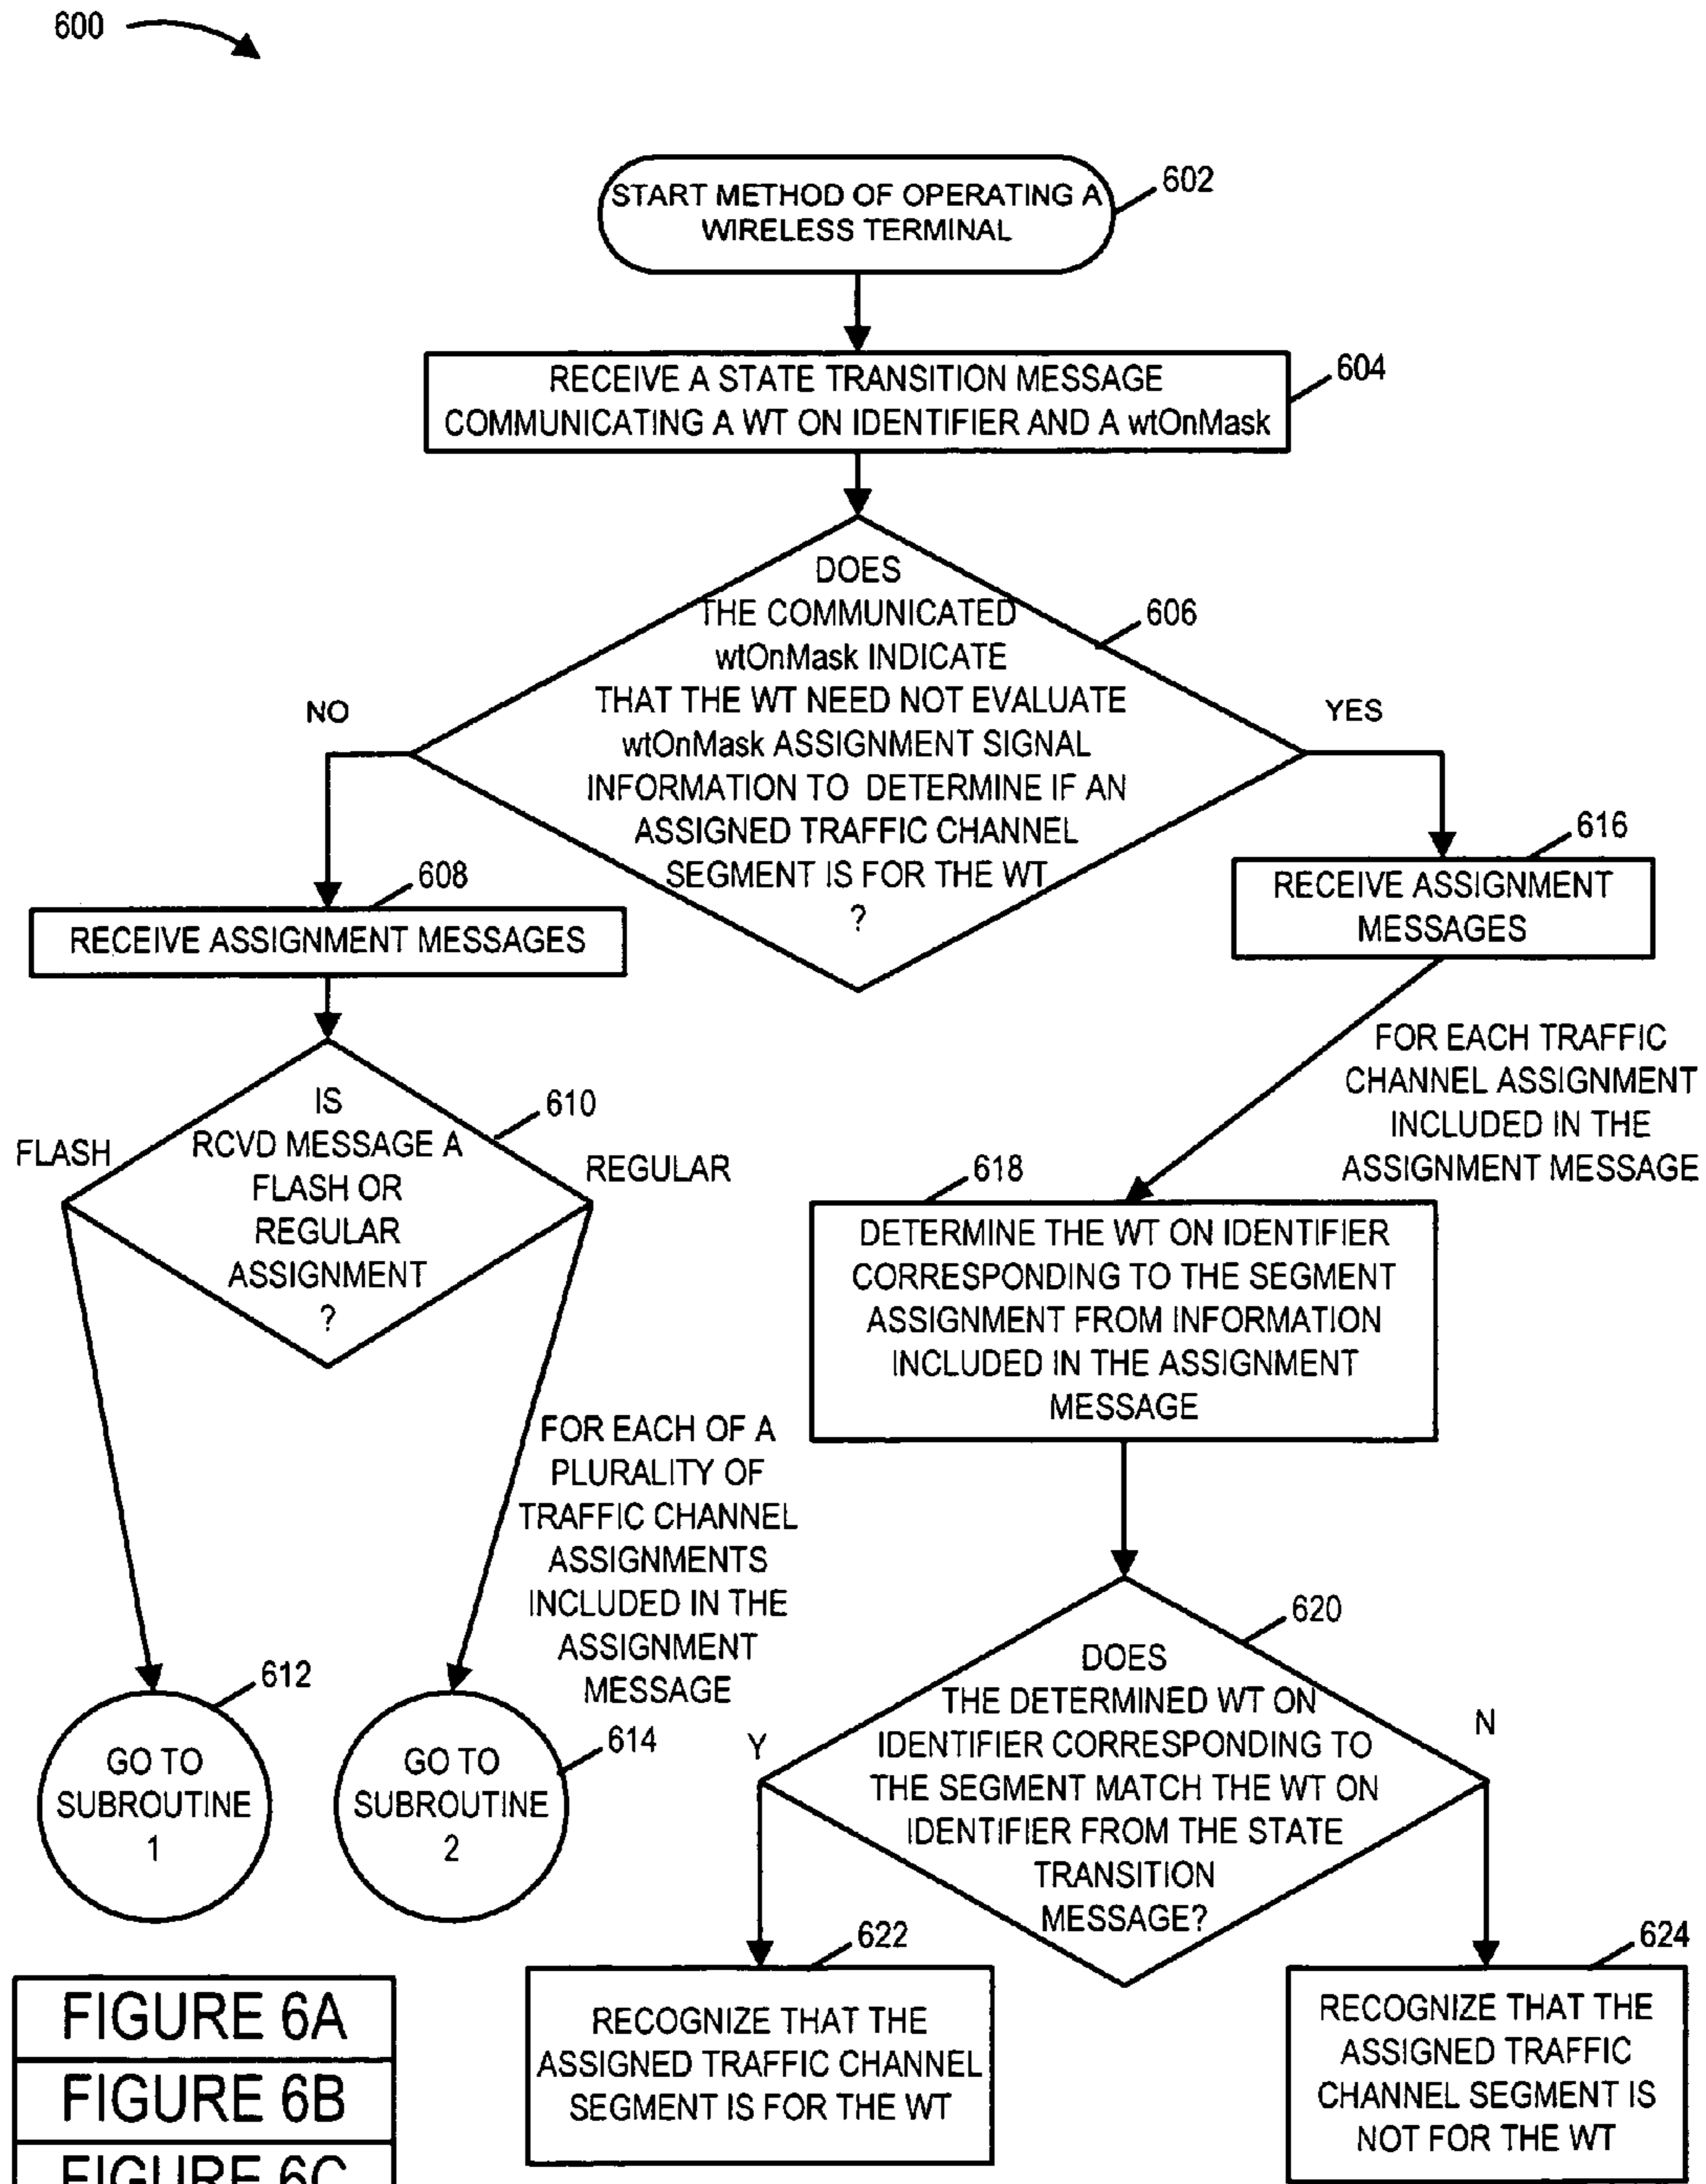 600
START METHOD OF OPERATING A
WIRELESS TERMINAL
602
RECEIVE A STATE TRANSITION MESSAGE
COMMUNICATING A WT ON IDENTIFIER AND A wtOnMask
604
DOES
THE COMMUNICATED
wtOnMask INDICATE
THAT THE WT NEED NOT EVALUATE
wtOnMask ASSIGNMENT SIGNAL
INFORMATION TO DETERMINE IF AN
ASSIGNED TRAFFIC CHANNEL
SEGMENT IS FOR THE WT
?
606
NO
YES
608
RECEIVE ASSIGNMENT MESSAGES
616
RECEIVE ASSIGNMENT
MESSAGES
IS
RCVD MESSAGE A
FLASH OR
REGULAR
ASSIGNMENT
?
610
FLASH
REGULAR
FOR EACH TRAFFIC
CHANNEL ASSIGNMENT
INCLUDED IN THE
ASSIGNMENT MESSAGE
618
DETERMINE THE WT ON IDENTIFIER
CORRESPONDING TO THE SEGMENT
ASSIGNMENT FROM INFORMATION
INCLUDED IN THE ASSIGNMENT
MESSAGE
FOR EACH OF A
PLURALITY OF
TRAFFIC CHANNEL
ASSIGNMENTS
INCLUDED IN THE
ASSIGNMENT
MESSAGE
612
GO TO
SUBROUTINE
1
614
GO TO
SUBROUTINE
2
620
DOES
THE DETERMINED WT ON
IDENTIFIER CORRESPONDING TO
THE SEGMENT MATCH THE WT ON
IDENTIFIER FROM THE STATE
TRANSITION
MESSAGE?
Y
N
622
RECOGNIZE THAT THE
ASSIGNED TRAFFIC CHANNEL
SEGMENT IS FOR THE WT
624
RECOGNIZE THAT THE
ASSIGNED TRAFFIC
CHANNEL SEGMENT IS
NOT FOR THE WT
FIGURE 6A
FIGURE 6B
FIGURE 6C